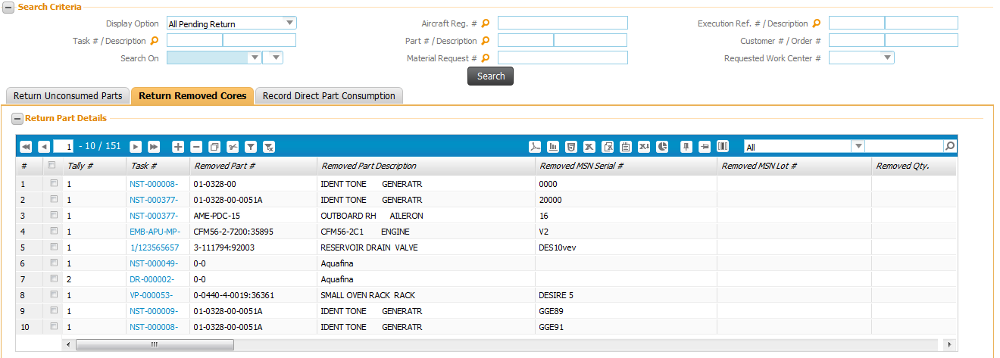 Search Criteria
Display Option All Pending Return Aircraft Reg. # Execution Ref. # / Description
Task # / Description Part # / Description Customer # / Order #
Search On Material Request # Requested Work Center #
Search
Return Unconsumed Parts Return Removed Cores Record Direct Part Consumption
Return Part Details
1 - 10 / 151 All
# Tally # Task # Removed Part # Removed Part Description Removed MSN Serial # Removed MSN Lot # Removed Qty.
1 1 NST-000008- 01-0328-00 IDENT TONE GENERATR 0000
2 1 NST-000377- 01-0328-00-0051A IDENT TONE GENERATR 20000
3 1 NST-000377- AME-PDC-15 OUTBOARD RH AILERON 16
4 1 EMB-APU-MP- CFM56-2-7200:35895 CFM56-2C1 ENGINE V2
5 1 1/123565657 3-111794:92003 RESERVOIR DRAIN VALVE DES10vev
6 1 NST-000049- 0-0 Aquafina
7 2 DR-000002- 0-0 Aquafina
8 1 VP-000053- 0-0440-4-0019:36361 SMALL OVEN RACK RACK DESIRE 5
9 1 NST-000009- 01-0328-00-0051A IDENT TONE GENERATR GGE89
10 1 NST-000008- 01-0328-00-0051A IDENT TONE GENERATR GGE91